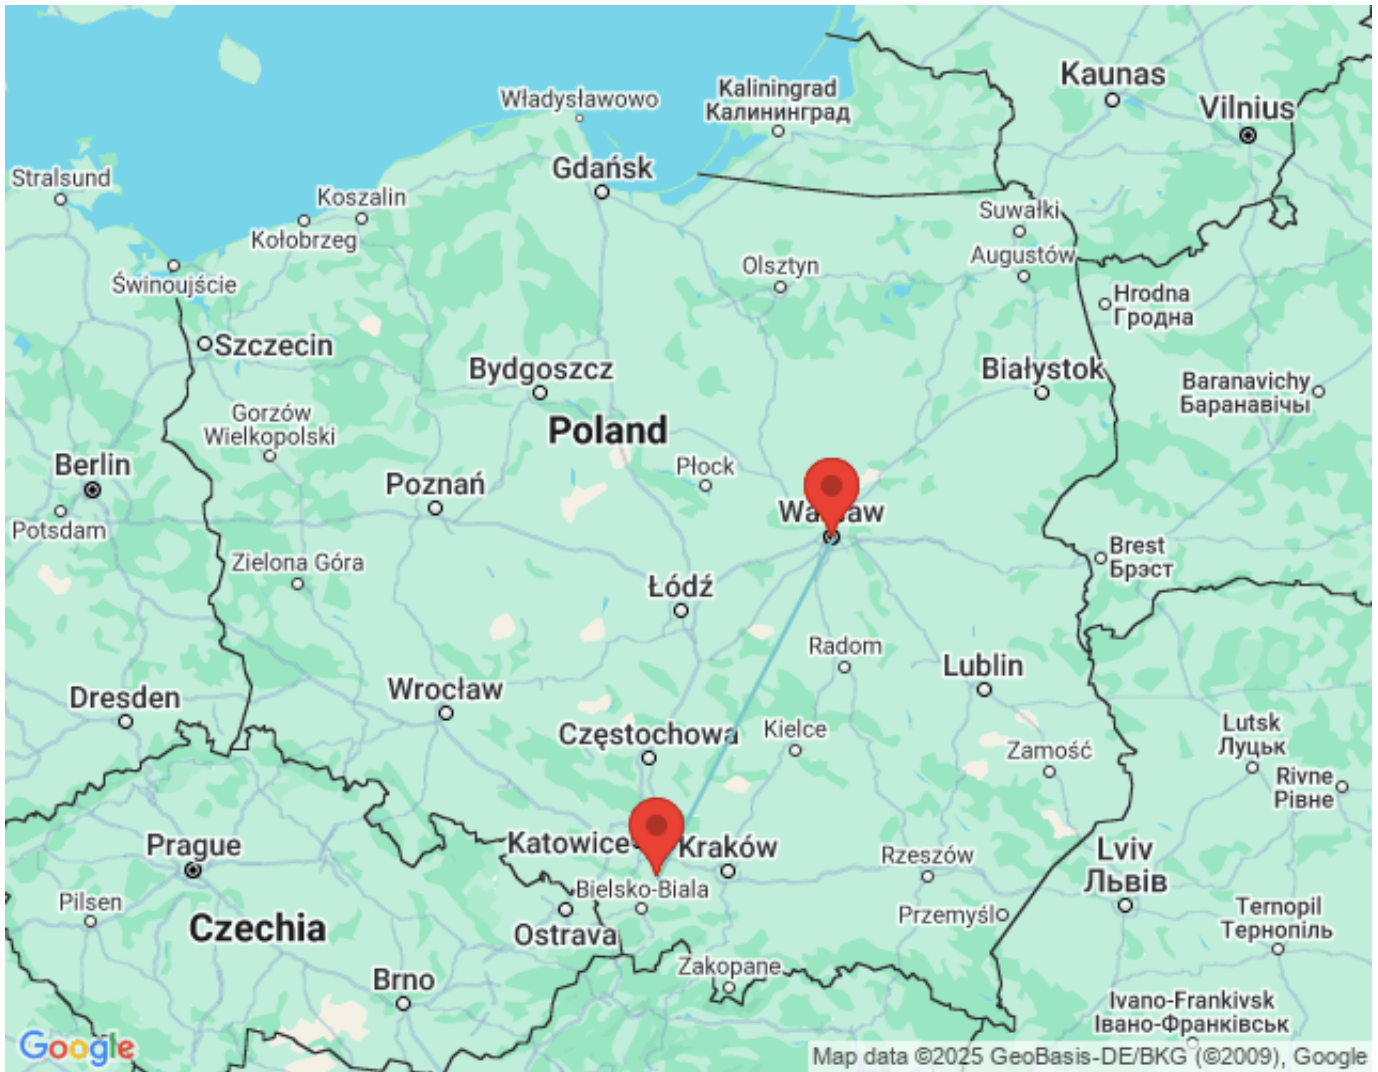 Kaunas
Vilnius
Władysławowo
Kaliningrad
Калининград
Gdańsk
Stralsund
Koszalin
Kołobrzeg
Suwałki
Augustów
Olsztyn
Świnoujście
Hrodna
Гродна
Szczecin
Bydgoszcz
Białystok
Baranavichy
Баранавічы
Gorzów
Wielkopolski
Poland
Berlin
Płock
Poznań
Potsdam
Brest
Брэст
Zielona Góra
Łódź
Radom
Lublin
Dresden
Wrocław
Częstochowa
Kielce
Zamość
Lutsk
Луцьк
Rivne
Рівне
Prague
Katowice
Kraków
Rzeszów
Lviv
Львів
Bielsko-Biala
Pilsen
Przemyśl
Ternopil
Тернопіль
Czechia
Ostrava
Zakopane
Brno
Ivano-Frankivsk
Івано-Франківськ
Google
Map data ©2025 GeoBasis-DE/BKG (©2009), Google